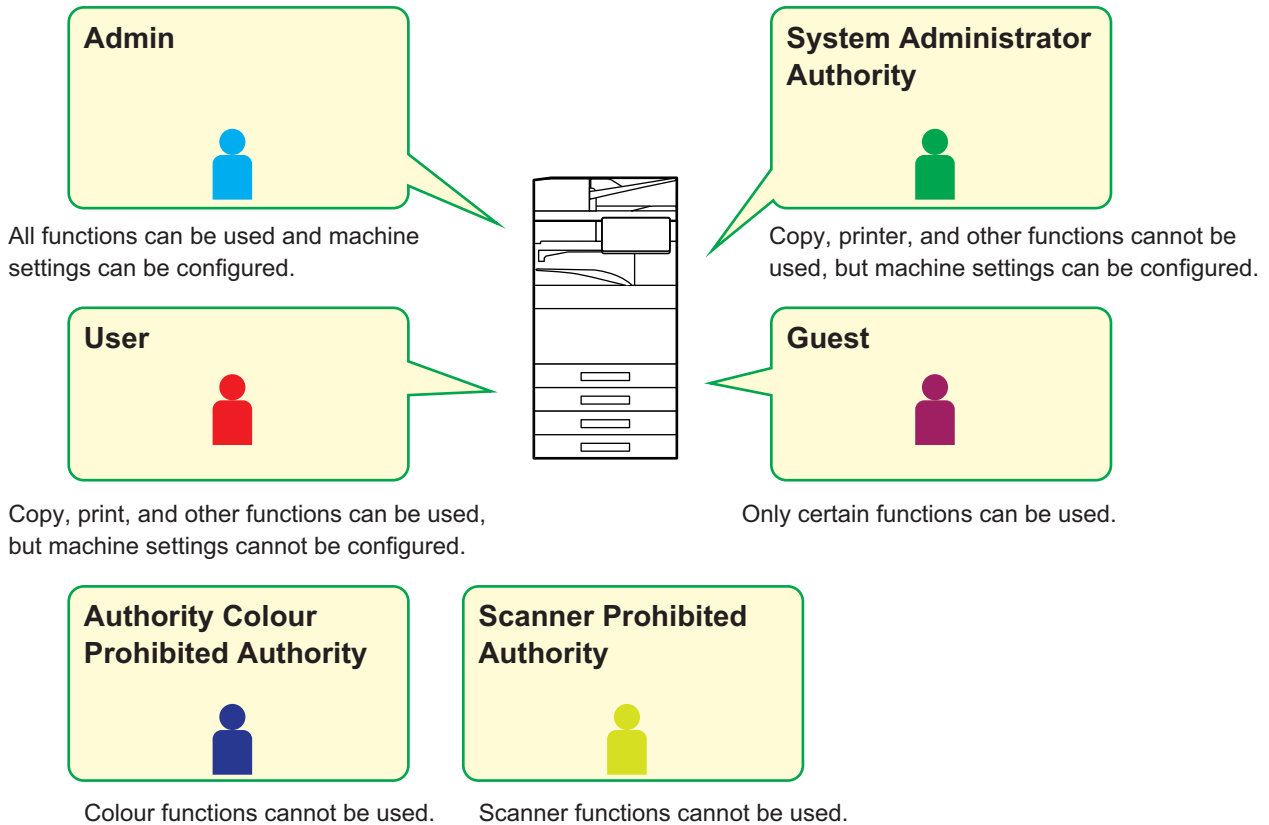 Admin
All functions can be used and machine
settings can be configured.
System Administrator
Authority
Copy, printer, and other functions cannot be
used, but machine settings can be configured.
User
Copy, print, and other functions can be used,
but machine settings cannot be configured.
Guest
Only certain functions can be used.
Authority Colour
Prohibited Authority
Colour functions cannot be used.
Scanner Prohibited
Authority
Scanner functions cannot be used.